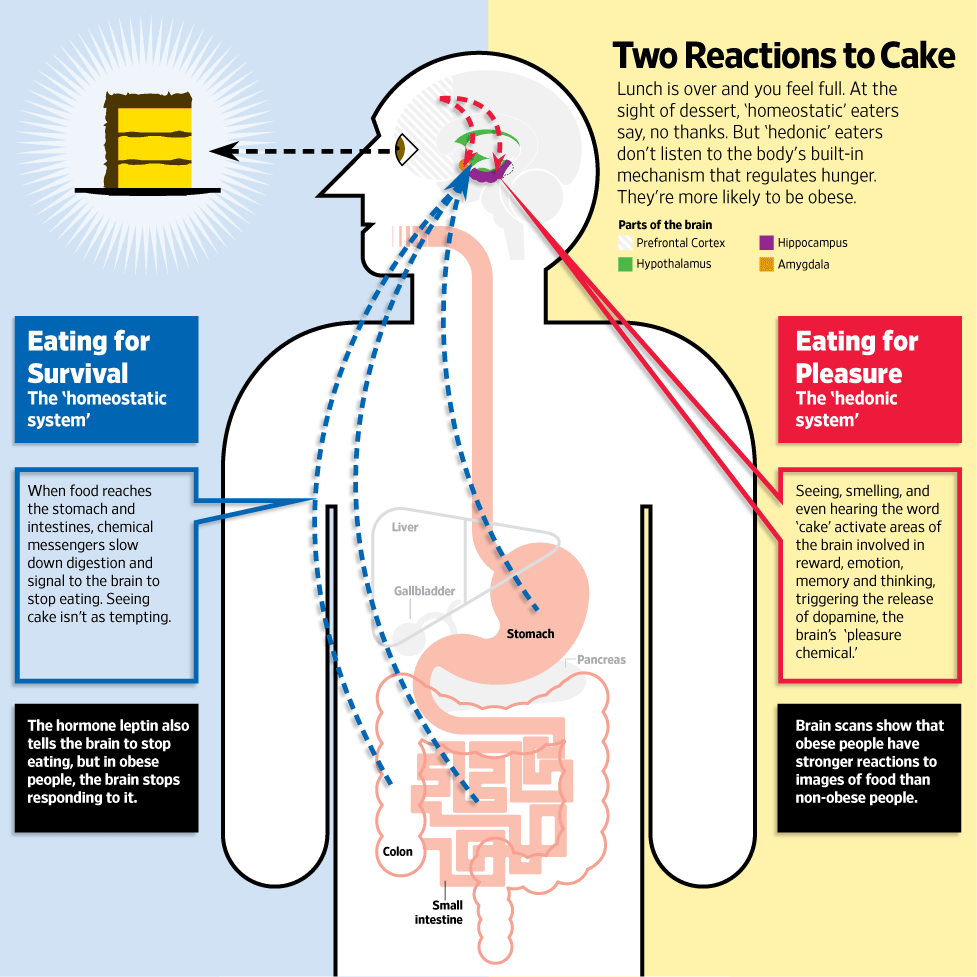 Two Reactions to Cake
Lunch is over and you feel full. At the
sight of dessert, ‘homeostatic’ eaters
say, no thanks. But ‘hedonic’ eaters
don’t listen to the body’s built-in
mechanism that regulates hunger.
They’re more likely to be obese.
Parts of the brain
Prefrontal Cortex
Hippocampus
Hypothalamus
Amygdala
Eating for
Survival
The ‘homeostatic
system’
When food reaches
the stomach and
intestines, chemical
messengers slow
down digestion and
signal to the brain to
stop eating. Seeing
cake isn’t as tempting.
The hormone leptin also
tells the brain to stop
eating, but in obese
people, the brain stops
responding to it.
Liver
Gallbladder
Stomach
Pancreas
Colon
Small
intestine
Eating for
Pleasure
The ‘hedonic
system’
Seeing, smelling, and
even hearing the word
‘cake’ activate areas of
the brain involved in
reward, emotion,
memory and thinking,
triggering the release
of dopamine, the
brain’s ‘pleasure
chemical.’
Brain scans show that
obese people have
stronger reactions to
images of food than
non-obese people.